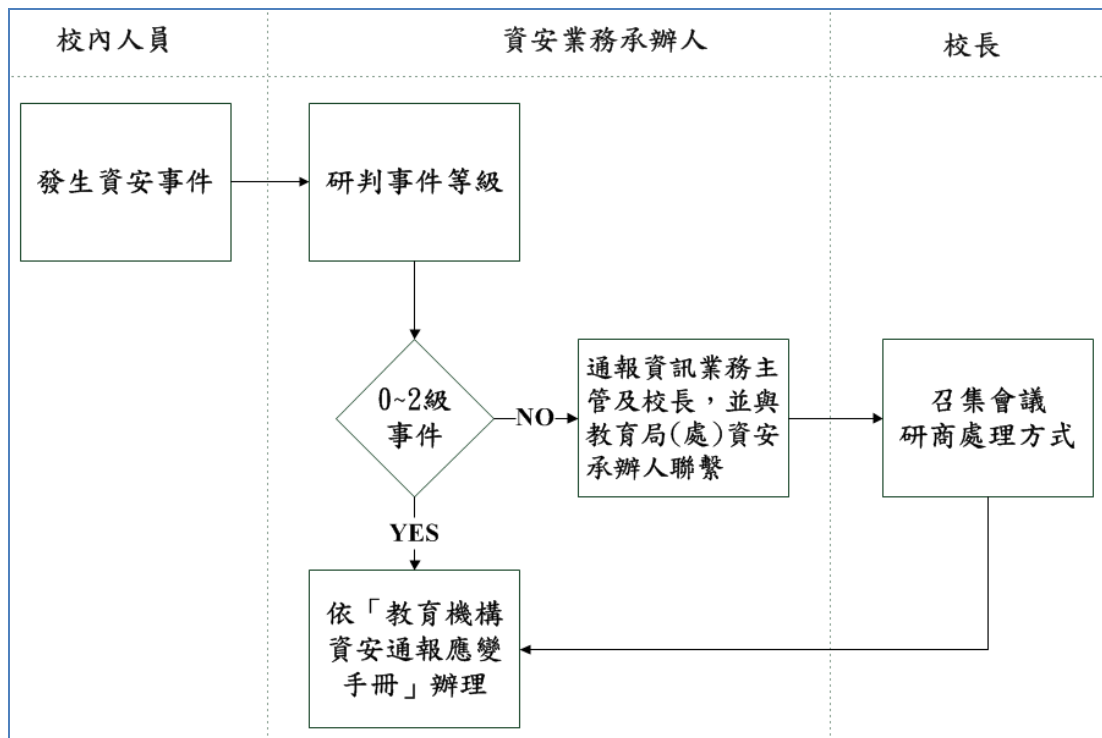 校內人員
資安業務承辦人
校長
發生資安事件
研判事件等級
0~2級
事件
NO
通報資訊業務主
管及校長，並與
教育局(處)資安
承辦人聯繫
召集會議
研商處理方式
YES
依「教育機構
資安通報應變
手冊」辦理